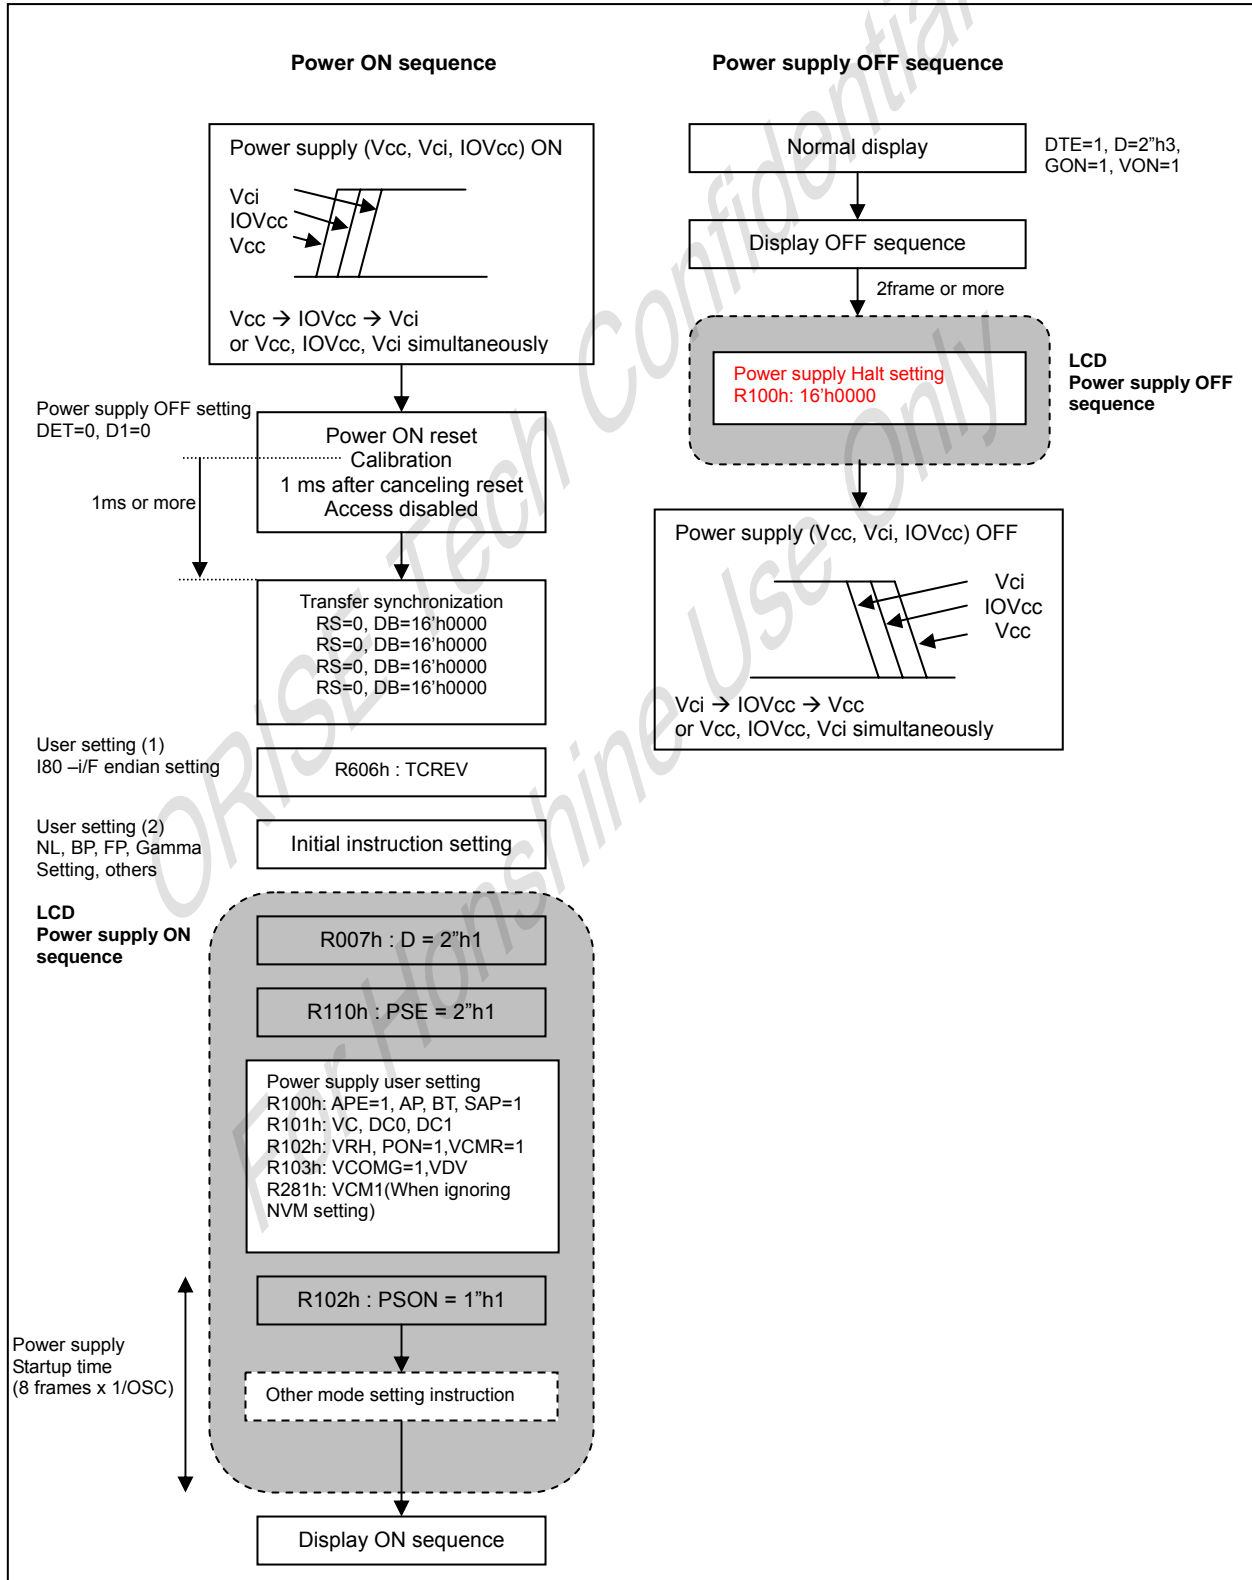 Power ON sequence
Power supply (Vcc, Vci, IOVcc) ON
Vci
IOVcc
Vcc
Vcc → IOVcc → Vci
or Vcc, IOVcc, Vci simultaneously
Power supply OFF setting
DET=0, D1=0
1ms or more
Power ON reset
Calibration
1 ms after canceling reset
Access disabled
Transfer synchronization
RS=0, DB=16'h0000
RS=0, DB=16'h0000
RS=0, DB=16'h0000
RS=0, DB=16'h0000
User setting (1)
I80 –i/F endian setting
R606h : TCREV
User setting (2)
NL, BP, FP, Gamma
Setting, others
Initial instruction setting
LCD
Power supply ON
sequence
R007h : D = 2”h1
R110h : PSE = 2”h1
Power supply user setting
R100h: APE=1, AP, BT, SAP=1
R101h: VC, DC0, DC1
R102h: VRH, PON=1,VCMR=1
R103h: VCOMG=1,VDV
R281h: VCM1(When ignoring
NVM setting)
R102h : PSON = 1”h1
Power supply
Startup time
(8 frames x 1/OSC)
Other mode setting instruction
Display ON sequence
Power supply OFF sequence
Normal display
DTE=1, D=2”h3,
GON=1, VON=1
Display OFF sequence
2frame or more
Power supply Halt setting
R100h: 16'h0000
LCD
Power supply OFF
sequence
Power supply (Vcc, Vci, IOVcc) OFF
Vci
IOVcc
Vcc
Vci → IOVcc → Vcc
or Vcc, IOVcc, Vci simultaneously
ORISE Tech Confidential
For Honshine Use Only